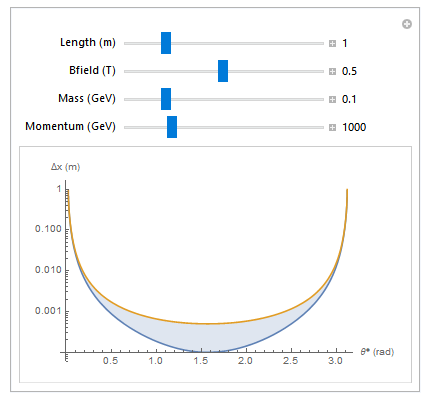 Length (m) 1
Bfield (T) 0.5
Mass (GeV) 0.1
Momentum (GeV) 1000
Δx (m)
1
0.100
0.010
0.001
0.5 1.0 1.5 2.0 2.5 3.0 θ* (rad)